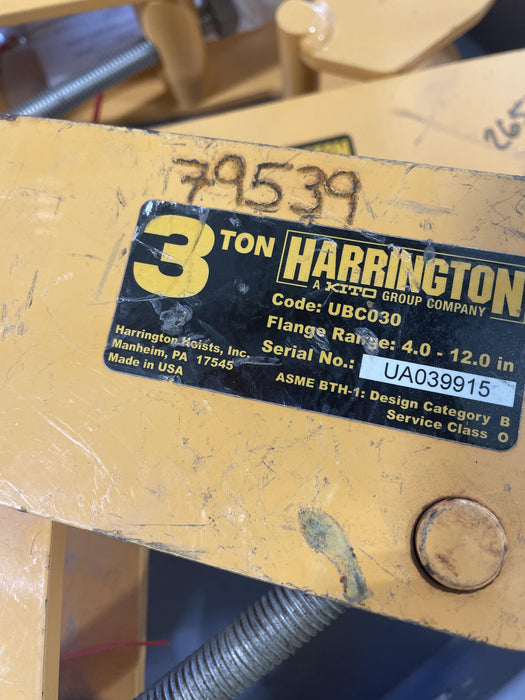 265
79539
3 TON
HARRINGTON
A KITO GROUP COMPANY
Code: UBC030
Flange Range: 4.0 - 12.0 in
Serial No.: UA039915
Harrington Hoists, Inc.
Manheim, PA 17545
Made in USA
ASME BTH-1: Design Category B
Service Class O